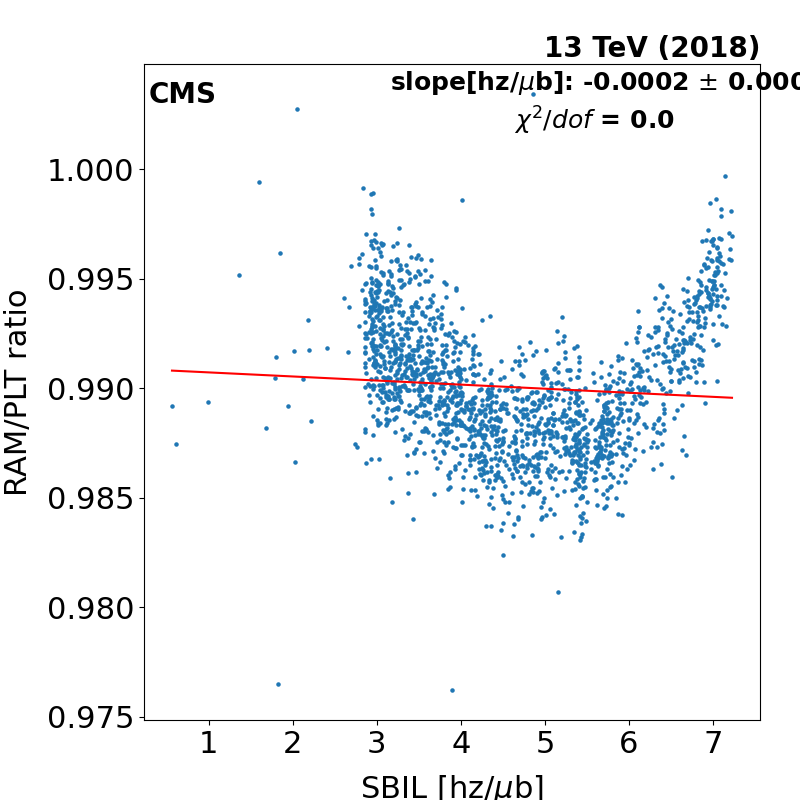 13 TeV (2018)
CMS
slope[hz/μb]: -0.0002 ± 0.000
χ²/dof = 0.0
1.000
0.995
0.990
0.985
0.980
0.975
RAM/PLT ratio
1 2 3 4 5 6 7
SBIL [hz/μb]